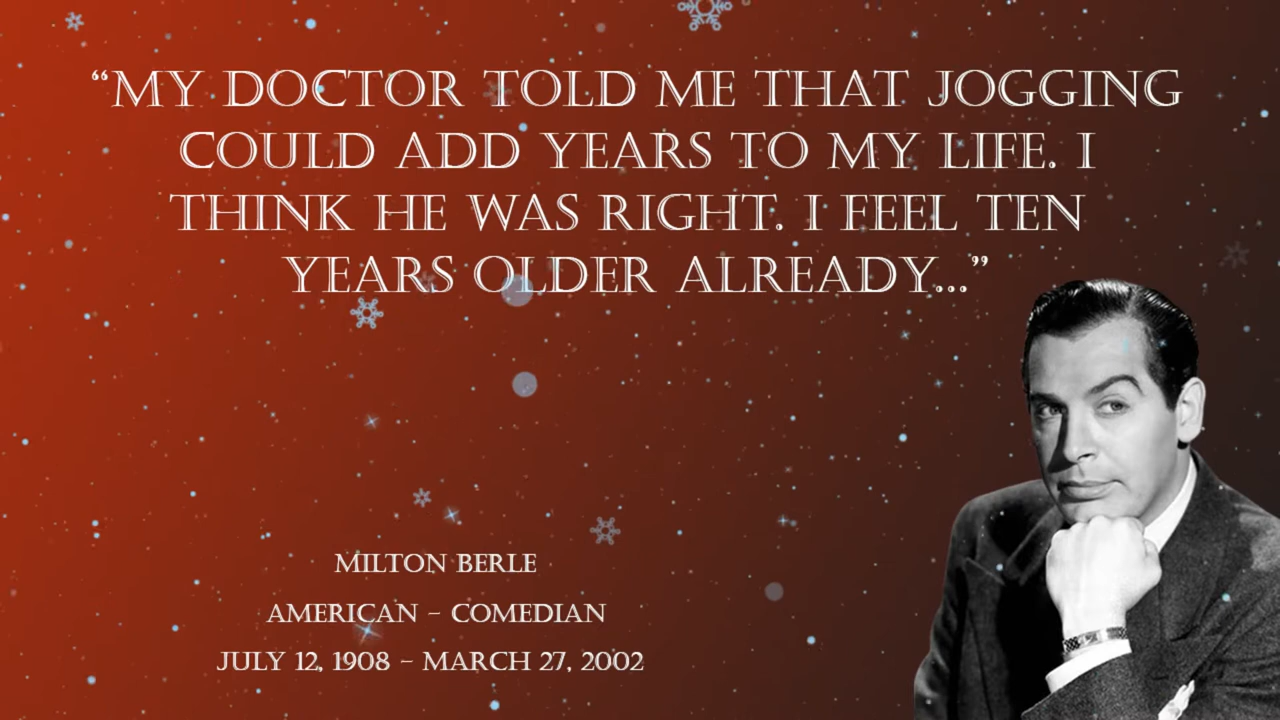 “MY DOCTOR TOLD ME THAT JOGGING
COULD ADD YEARS TO MY LIFE. I
THINK HE WAS RIGHT. I FEEL TEN
YEARS OLDER ALREADY...”
MILTON BERLE
AMERICAN - COMEDIAN
JULY 12, 1908 - MARCH 27, 2002